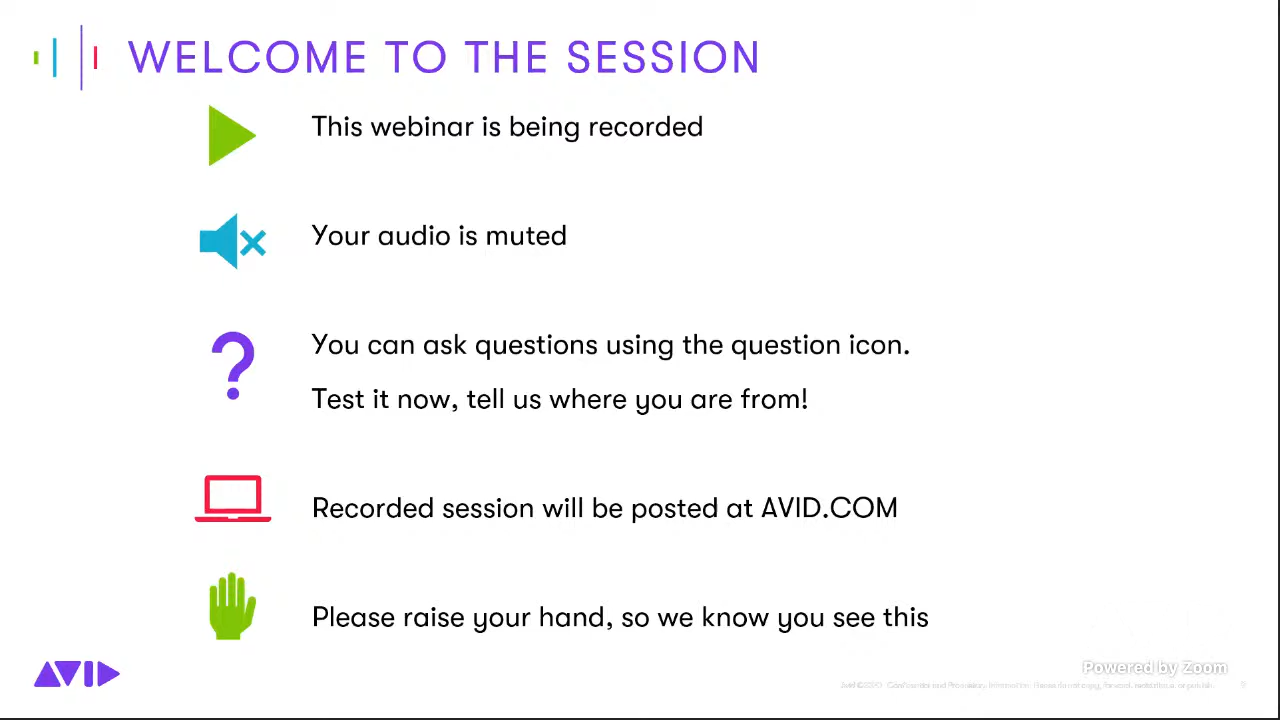 WELCOME TO THE SESSION
This webinar is being recorded
Your audio is muted
You can ask questions using the question icon.
Test it now, tell us where you are from!
Recorded session will be posted at AVID.COM
Please raise your hand, so we know you see this
AVID
Powered by Zoom